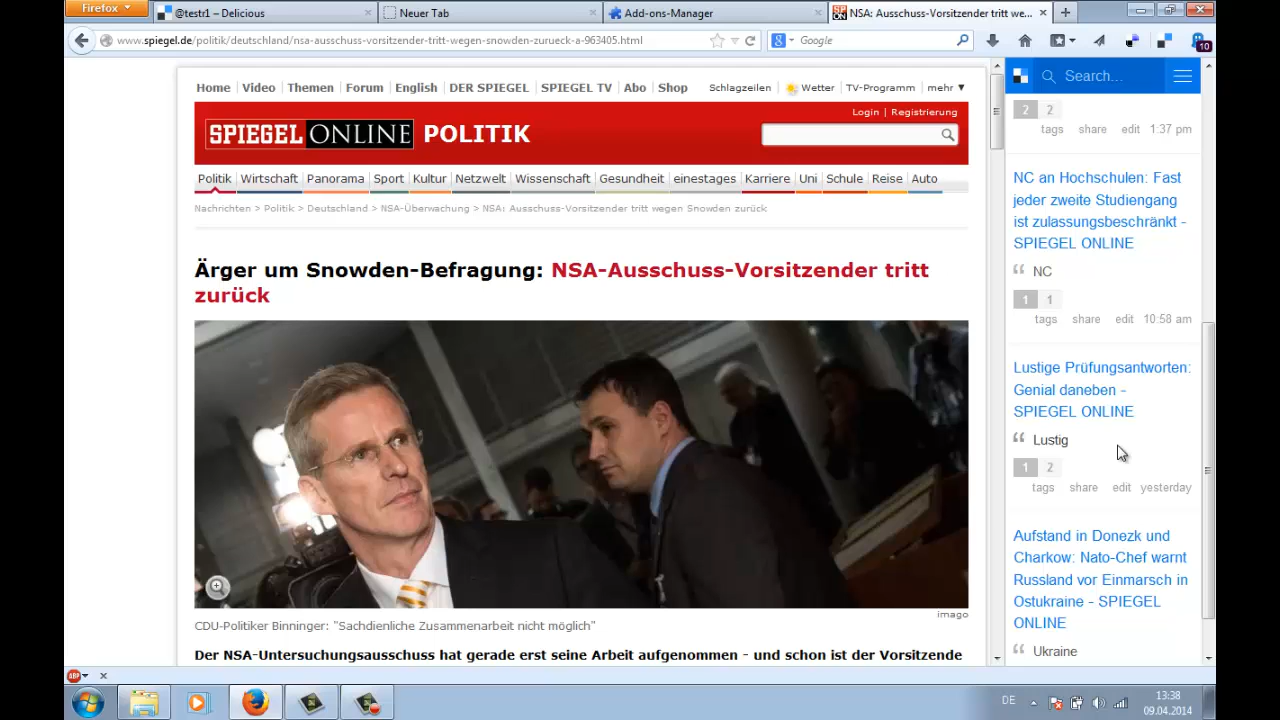 Firefox
@testr1 – Delicious
Neuer Tab
Add-ons-Manager
NSA: Ausschuss-Vorsitzender tritt we...
www.spiegel.de/politik/deutschland/nsa-ausschuss-vorsitzender-tritt-wegen-snowden-zurueck-a-963405.html
Google
10
Home Video Themen Forum English DER SPIEGEL SPIEGEL TV Abo Shop
Schlagzeilen Wetter TV-Programm mehr
Login | Registrierung
SPIEGEL ONLINE POLITIK
Politik Wirtschaft Panorama Sport Kultur Netzwelt Wissenschaft Gesundheit einestages Karriere Uni Schule Reise Auto
Nachrichten > Politik > Deutschland > NSA-Überwachung > NSA: Ausschuss-Vorsitzender tritt wegen Snowden zurück
Ärger um Snowden-Befragung: NSA-Ausschuss-Vorsitzender tritt
zurück
imago
CDU-Politiker Binninger: "Sachdienliche Zusammenarbeit nicht möglich"
Der NSA-Untersuchungsausschuss hat gerade erst seine Arbeit aufgenommen - und schon ist der Vorsitzende
Search...
2 2
tags share edit 1:37 pm
NC an Hochschulen: Fast
jeder zweite Studiengang
ist zulassungsbeschränkt -
SPIEGEL ONLINE
NC
1 1
tags share edit 10:58 am
Lustige Prüfungsantworten:
Genial daneben -
SPIEGEL ONLINE
Lustig
1 2
tags share edit yesterday
Aufstand in Donezk und
Charkow: Nato-Chef warnt
Russland vor Einmarsch in
Ostukraine - SPIEGEL
ONLINE
Ukraine
ABP
DE
13:38
09.04.2014